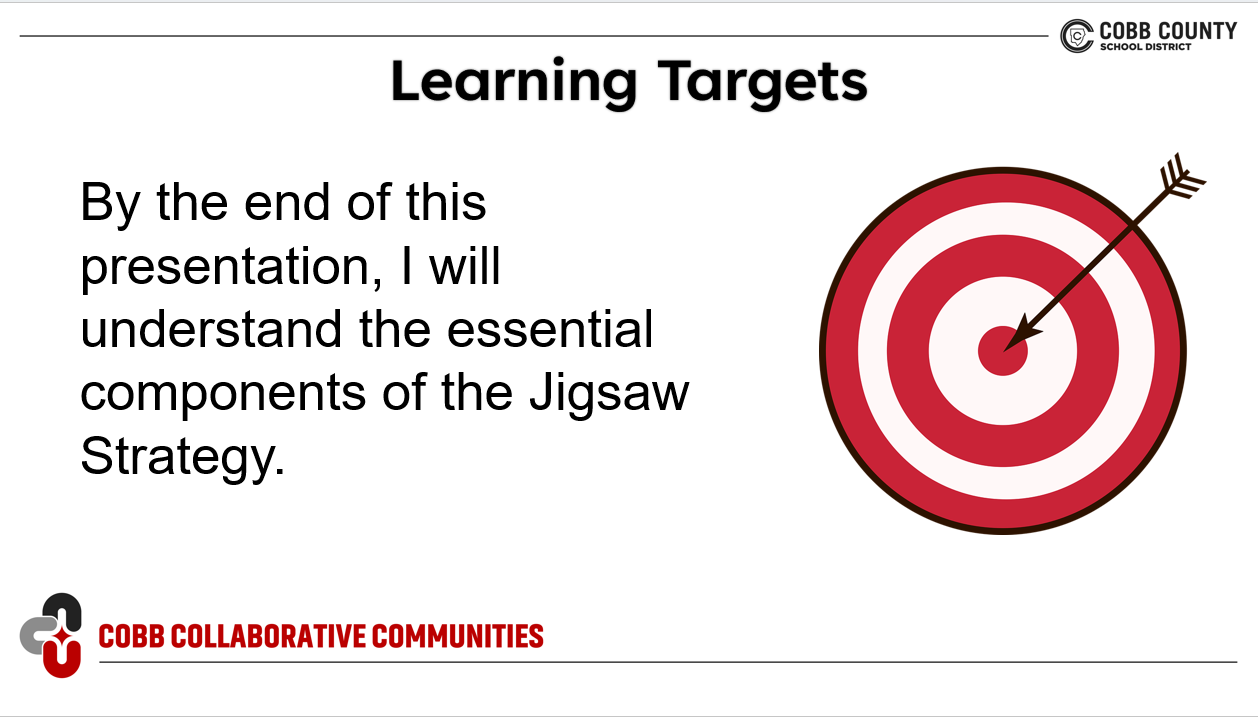 COBB COUNTY
SCHOOL DISTRICT
Learning Targets
By the end of this
presentation, I will
understand the essential
components of the Jigsaw
Strategy.
COBB COLLABORATIVE COMMUNITIES